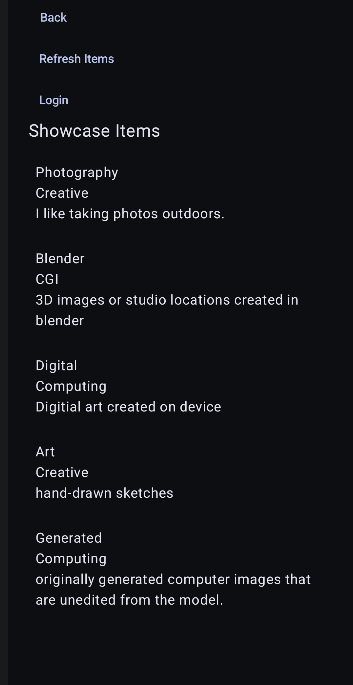 Back
Refresh Items
Login
Showcase Items
Photography
Creative
I like taking photos outdoors.
Blender
CGI
3D images or studio locations created in
blender
Digital
Computing
Digitial art created on device
Art
Creative
hand-drawn sketches
Generated
Computing
originally generated computer images that
are unedited from the model.